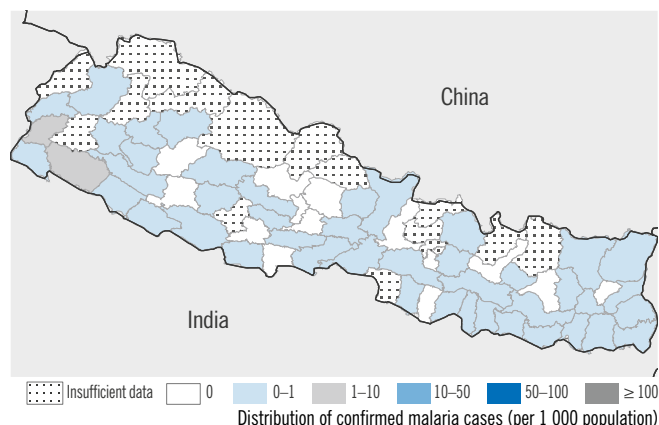 China
India
Insufficient data 0 0–1 1–10 10–50 50–100 ≥ 100
Distribution of confirmed malaria cases (per 1 000 population)